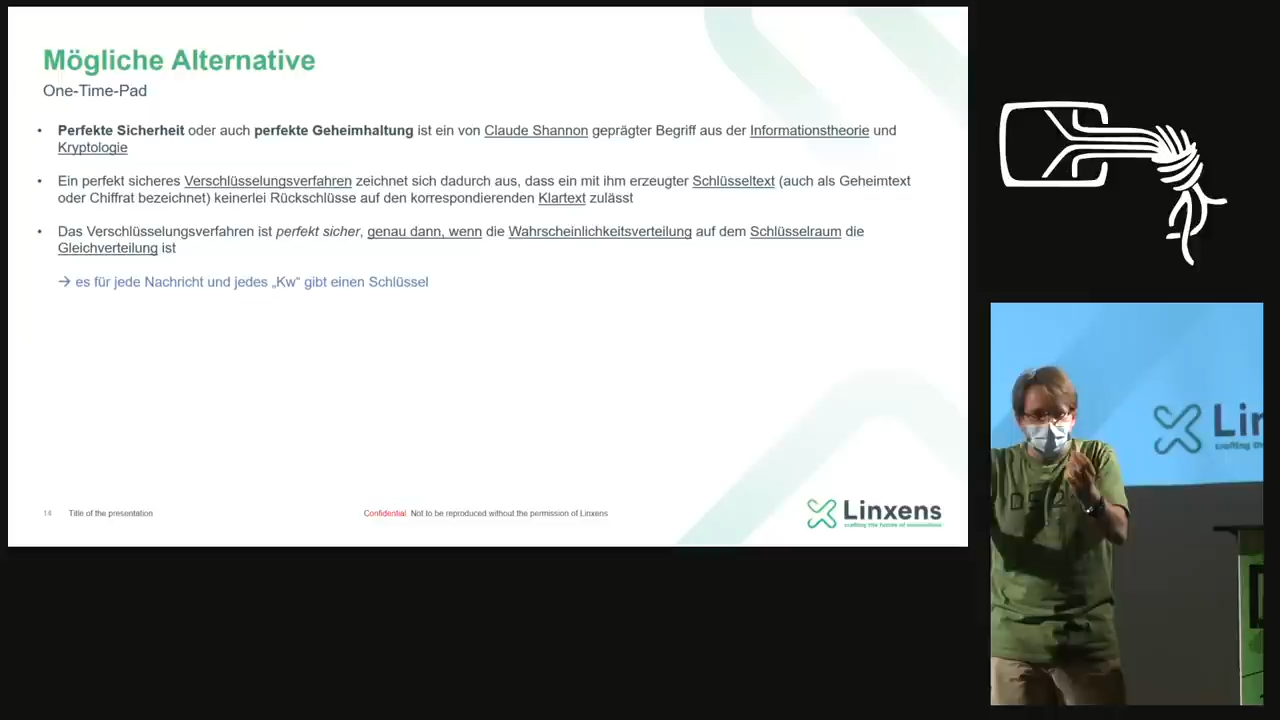 Mögliche Alternative
One-Time-Pad
• Perfekte Sicherheit oder auch perfekte Geheimhaltung ist ein von Claude Shannon geprägter Begriff aus der Informationstheorie und
Kryptologie
• Ein perfekt sicheres Verschlüsselungsverfahren zeichnet sich dadurch aus, dass ein mit ihm erzeugter Schlüsseltext (auch als Geheimtext
oder Chiffrat bezeichnet) keinerlei Rückschlüsse auf den korrespondierenden Klartext zulässt
• Das Verschlüsselungsverfahren ist perfekt sicher, genau dann, wenn die Wahrscheinlichkeitsverteilung auf dem Schlüsselraum die
Gleichverteilung ist
→ es für jede Nachricht und jedes „Kw“ gibt einen Schlüssel
14 Title of the presentation
Confidential. Not to be reproduced without the permission of Linxens
Linxens
crafting the future of connections
Lin
crafting the